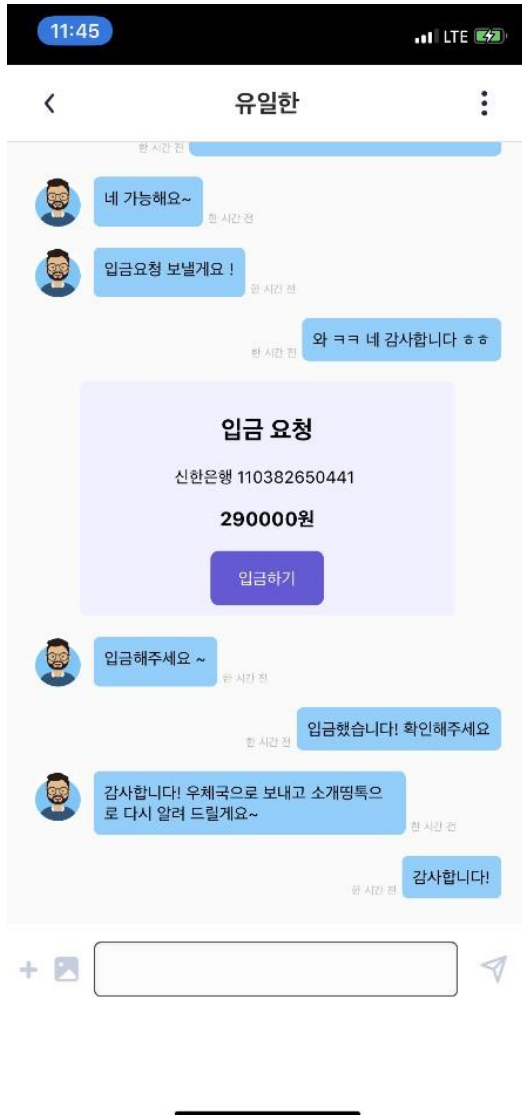 11:45
LTE
유일한
한 시간 전
네 가능해요~
한 시간 전
입금요청 보낼게요 !
한 시간 전
와 ㅋㅋ 네 감사합니다 ㅎㅎ
한 시간 전
입금 요청
신한은행 110382650441
290000원
입금하기
입금해주세요 ~
한 시간 전
입금했습니다! 확인해주세요
한 시간 전
감사합니다! 우체국으로 보내고 소개띵톡으
로 다시 알려 드릴게요~
한 시간 전
감사합니다!
한 시간 전